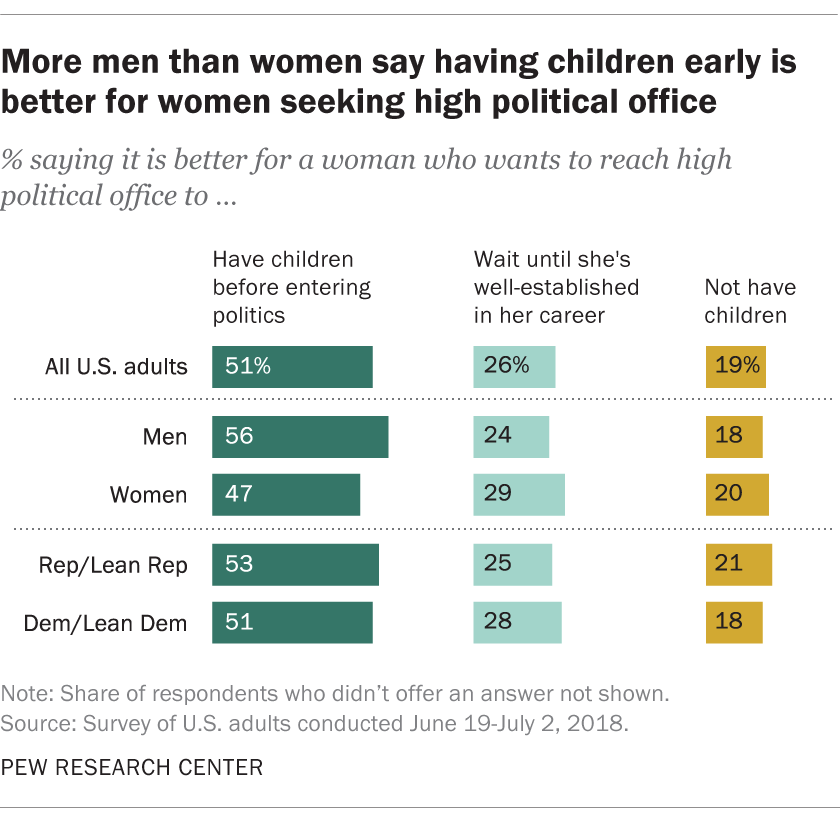 More men than women say having children early is
better for women seeking high political office
% saying it is better for a woman who wants to reach high
political office to ...
Have children
before entering
politics
Wait until she's
well-established
in her career
Not have
children
All U.S. adults 51% 26% 19%
Men 56 24 18
Women 47 29 20
Rep/Lean Rep 53 25 21
Dem/Lean Dem 51 28 18
Note: Share of respondents who didn’t offer an answer not shown.
Source: Survey of U.S. adults conducted June 19-July 2, 2018.
PEW RESEARCH CENTER